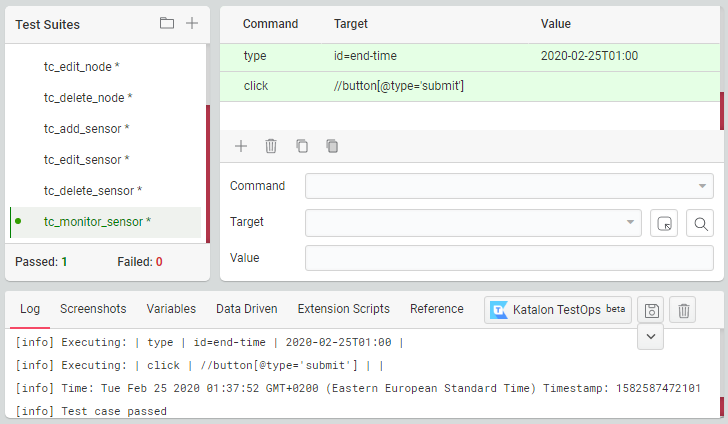 Test Suites
tc_edit_node *
tc_delete_node *
tc_add_sensor *
tc_edit_sensor *
tc_delete_sensor *
tc_monitor_sensor *
Passed: 1 Failed: 0
Command Target Value
type id=end-time 2020-02-25T01:00
click //button[@type='submit']
Command
Target
Value
Log Screenshots Variables Data Driven Extension Scripts Reference Katalon TestOps beta
[info] Executing: | type | id=end-time | 2020-02-25T01:00 |
[info] Executing: | click | //button[@type='submit'] | |
[info] Time: Tue Feb 25 2020 01:37:52 GMT+0200 (Eastern European Standard Time) Timestamp: 1582587472101
[info] Test case passed